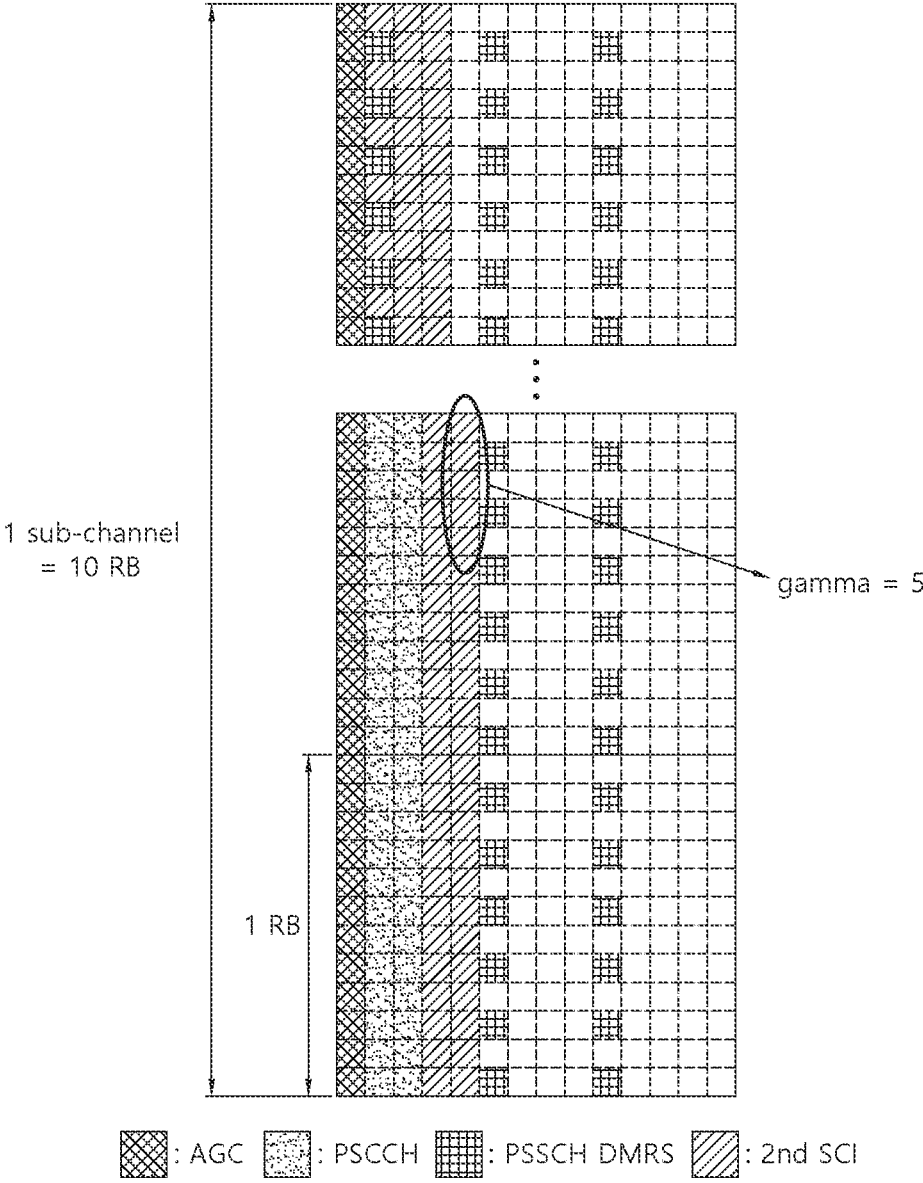 1 sub-channel
= 10 RB
gamma = 5
1 RB
: AGC : PSCCH : PSSCH DMRS : 2nd SCI